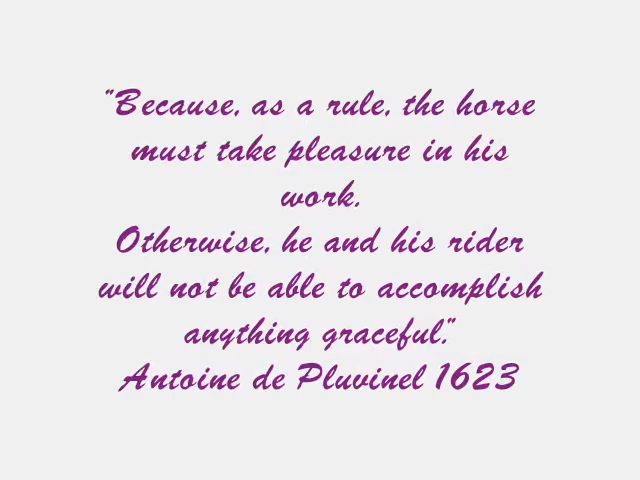 "Because, as a rule, the horse
must take pleasure in his
work.
Otherwise, he and his rider
will not be able to accomplish
anything graceful."
Antoine de Pluvinel 1623